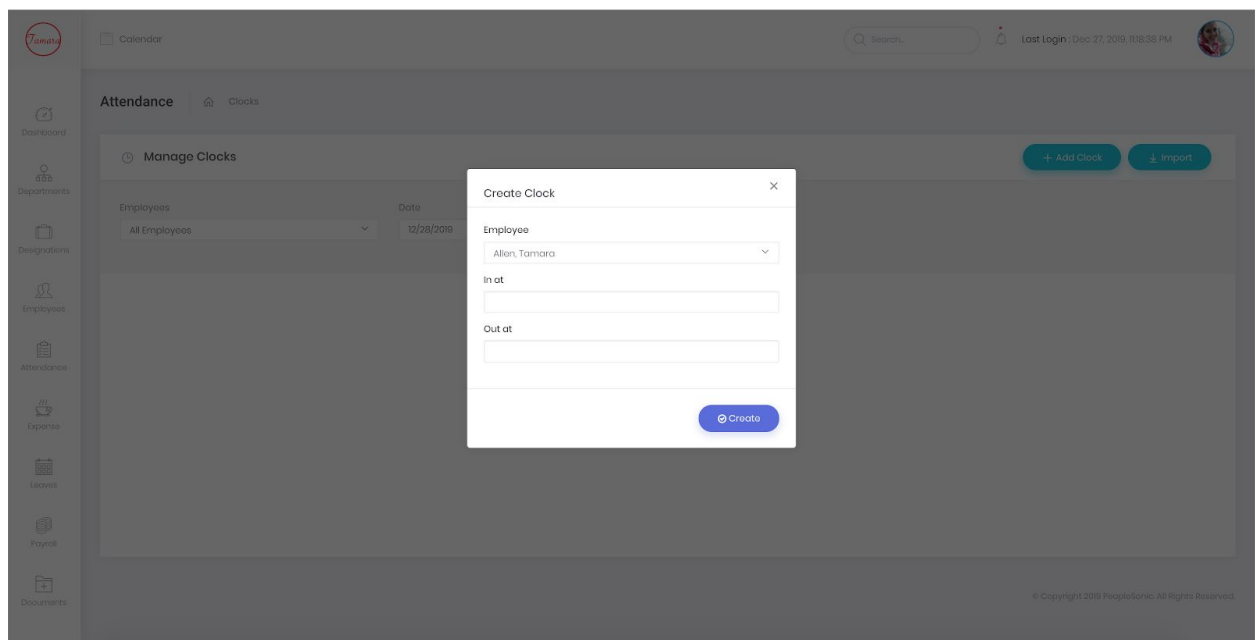 Tamara
Calendar
Search..
Last Login : Dec 27, 2019, 11:18:38 PM
Attendance
Clocks
Dashboard
Departments
Designations
Employees
Attendance
Expense
Leaves
Payroll
Documents
Manage Clocks
+ Add Clock
Import
Employees
All Employees
Date
12/28/2019
Create Clock
Employee
Allen, Tamara
In at
Out at
Create
© Copyright 2019 PeopleSonic. All Rights Reserved.